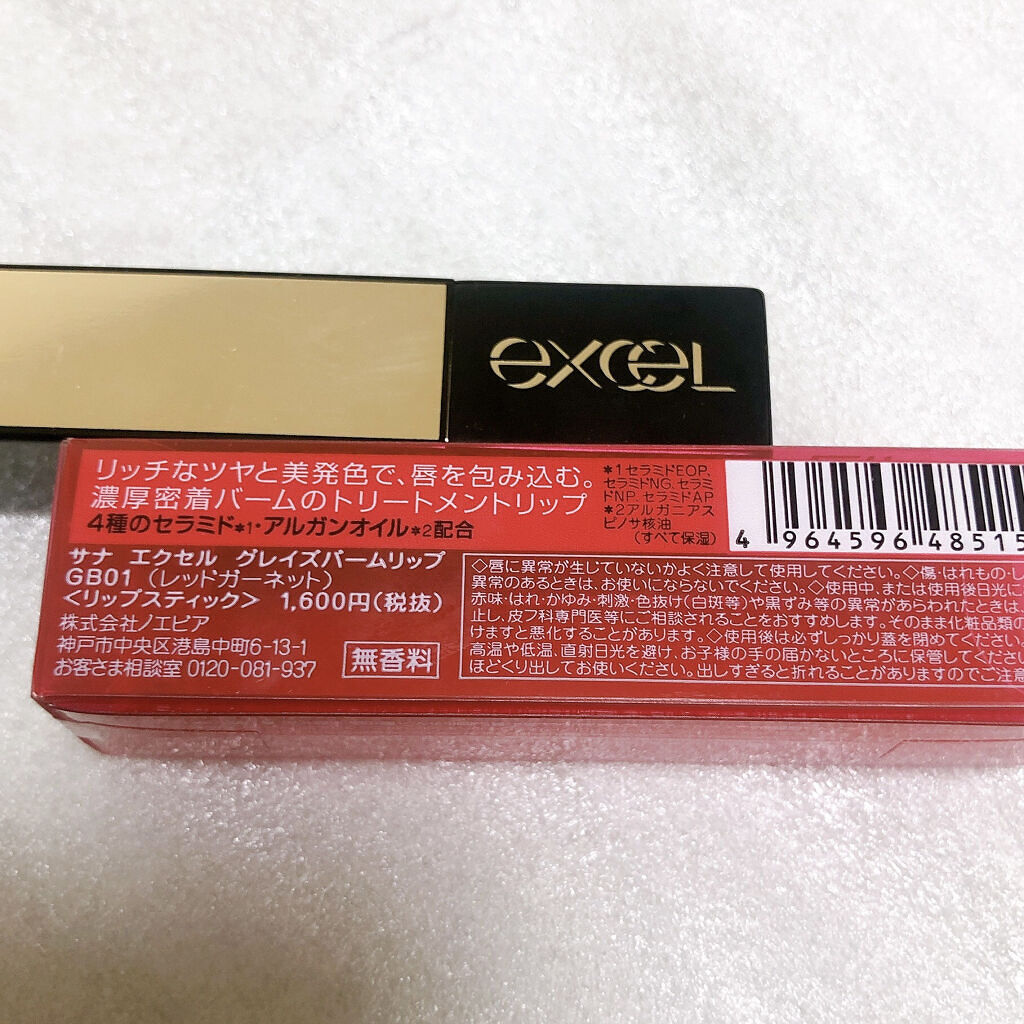 excel
リッチなツヤと美発色で、唇を包み込む。
濃厚密着バームのトリートメントリップ
4種のセラミド*1・アルガンオイル*2配合
*1セラミドEOP、
セラミドNG、セラミ
ドNP、セラミドAP
*2アルガニアス
ピノサ核油
(すべて保湿)
4 964596 48515
サナ エクセル グレイズバームリップ
GB01 (レッドガーネット)
<リップスティック> 1,600円(税抜)
株式会社ノエビア
神戸市中央区港島中町6-13-1
お客さま相談室 0120-081-937
無香料
◇唇に異常が生じていないかよく注意して使用してください。◇傷・はれもの・し
異常のあるときは、お使いにならないでください。◇使用中、または使用後日光に
赤味・はれ・かゆみ・刺激・色抜け(白斑等)や黒ずみ等の異常があらわれたときは、
止し、皮フ科専門医等にご相談されることをおすすめします。そのまま化粧品類の
けますと悪化することがあります。◇使用後は必ずしっかり蓋を閉めてください。
高温や低温、直射日光を避け、お子様の手の届かないところに保管してください
ほどくり出してお使いください。出しすぎると折れることがありますのでご注意